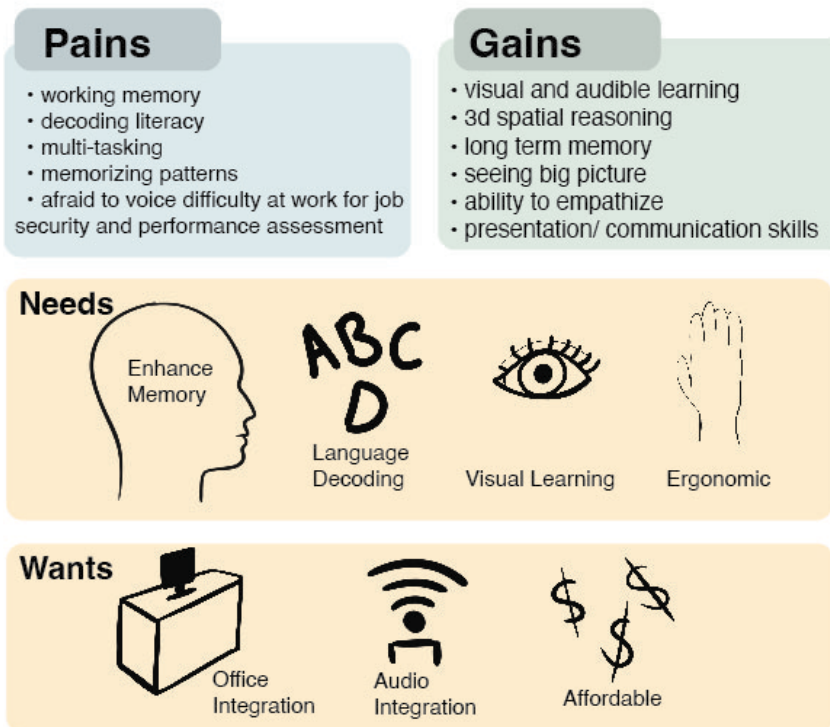 Pains
• working memory
• decoding literacy
• multi-tasking
• memorizing patterns
• afraid to voice difficulty at work for job
security and performance assessment
Gains
• visual and audible learning
• 3d spatial reasoning
• long term memory
• seeing big picture
• ability to empathize
• presentation/ communication skills
Needs
Enhance
Memory
ABC
D
Language
Decoding
Visual Learning
Ergonomic
Wants
Office
Integration
Audio
Integration
$ $ $
Affordable